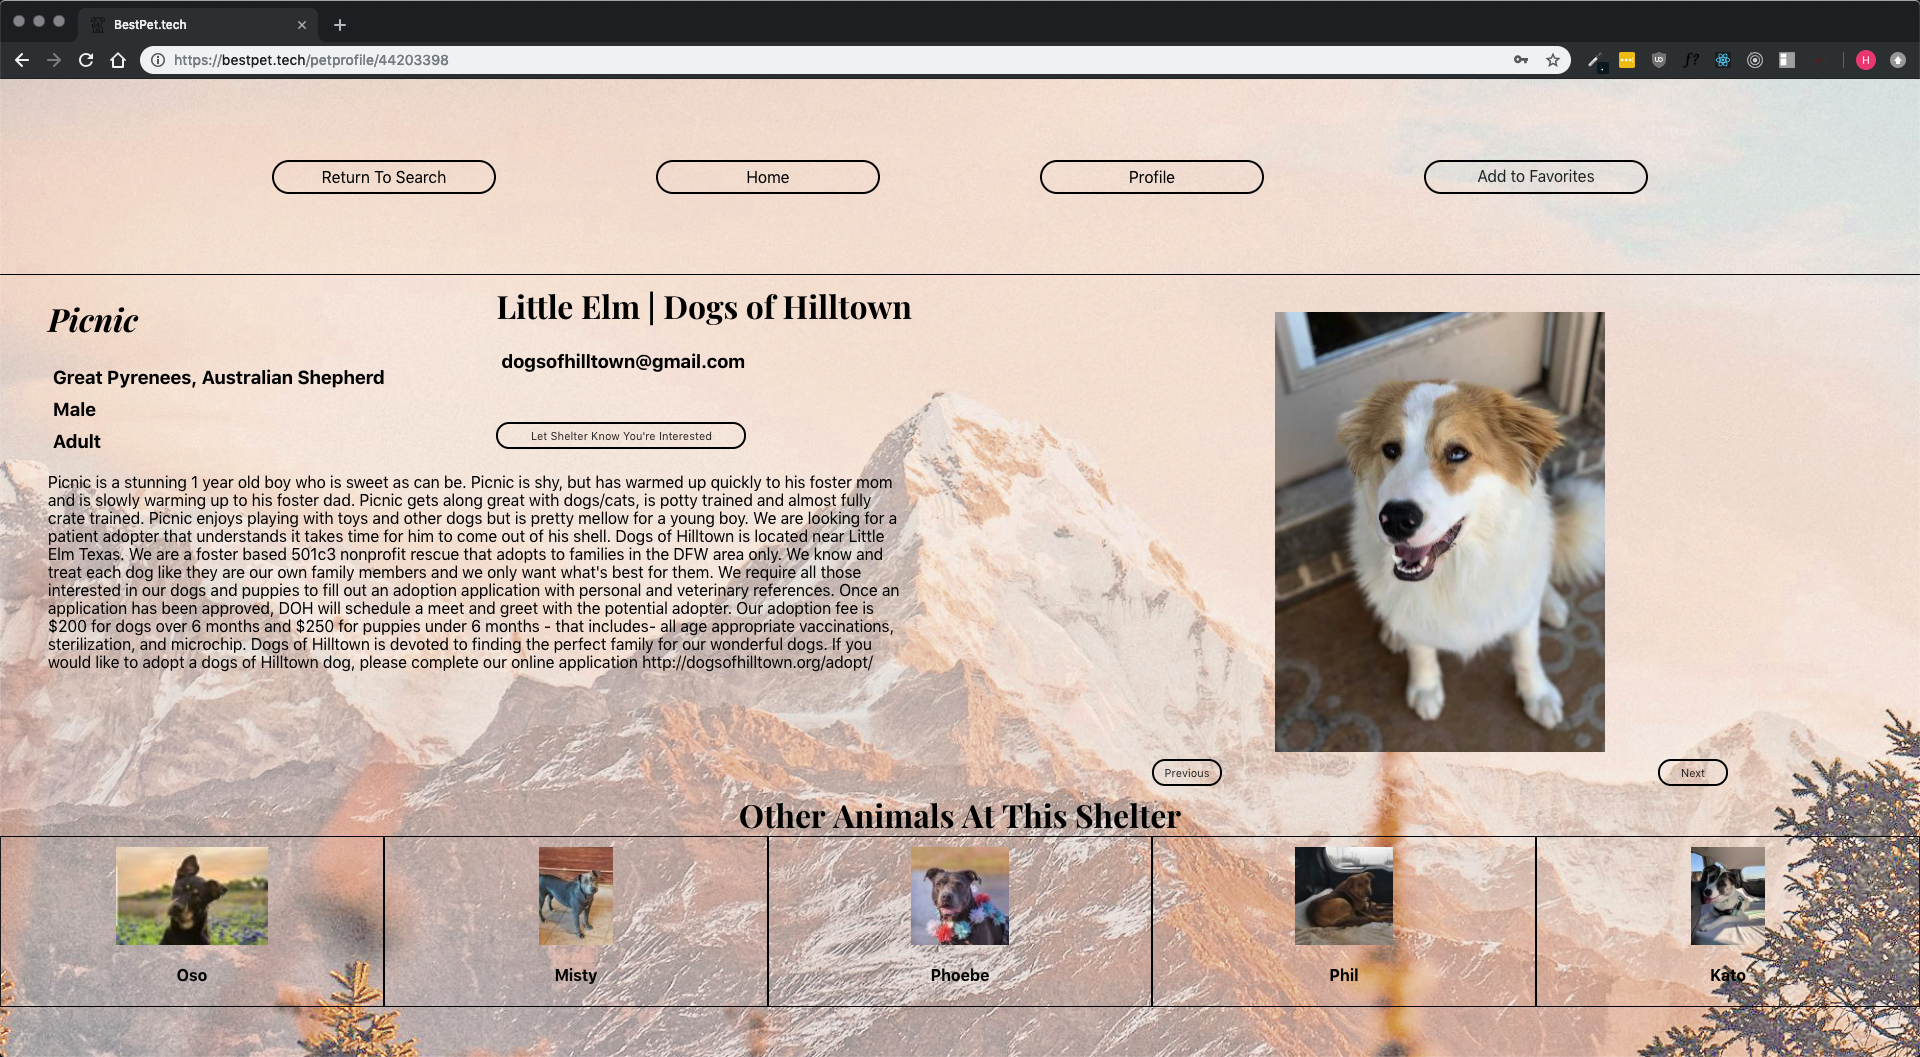 BestPet.tech
https://bestpet.tech/petprofile/44203398
H
Return To Search
Home
Profile
Add to Favorites
Picnic
Great Pyrenees, Australian Shepherd
Male
Adult
Little Elm | Dogs of Hilltown
dogsofhilltown@gmail.com
Let Shelter Know You're Interested
Picnic is a stunning 1 year old boy who is sweet as can be. Picnic is shy, but has warmed up quickly to his foster mom
and is slowly warming up to his foster dad. Picnic gets along great with dogs/cats, is potty trained and almost fully
crate trained. Picnic enjoys playing with toys and other dogs but is pretty mellow for a young boy. We are looking for a
patient adopter that understands it takes time for him to come out of his shell. Dogs of Hilltown is located near Little
Elm Texas. We are a foster based 501c3 nonprofit rescue that adopts to families in the DFW area only. We know and
treat each dog like they are our own family members and we only want what's best for them. We require all those
interested in our dogs and puppies to fill out an adoption application with personal and veterinary references. Once an
application has been approved, DOH will schedule a meet and greet with the potential adopter. Our adoption fee is
$200 for dogs over 6 months and $250 for puppies under 6 months - that includes- all age appropriate vaccinations,
sterilization, and microchip. Dogs of Hilltown is devoted to finding the perfect family for our wonderful dogs. If you
would like to adopt a dogs of Hilltown dog, please complete our online application http://dogsofhilltown.org/adopt/
Previous
Next
Other Animals At This Shelter
Oso
Misty
Phoebe
Phil
Kato